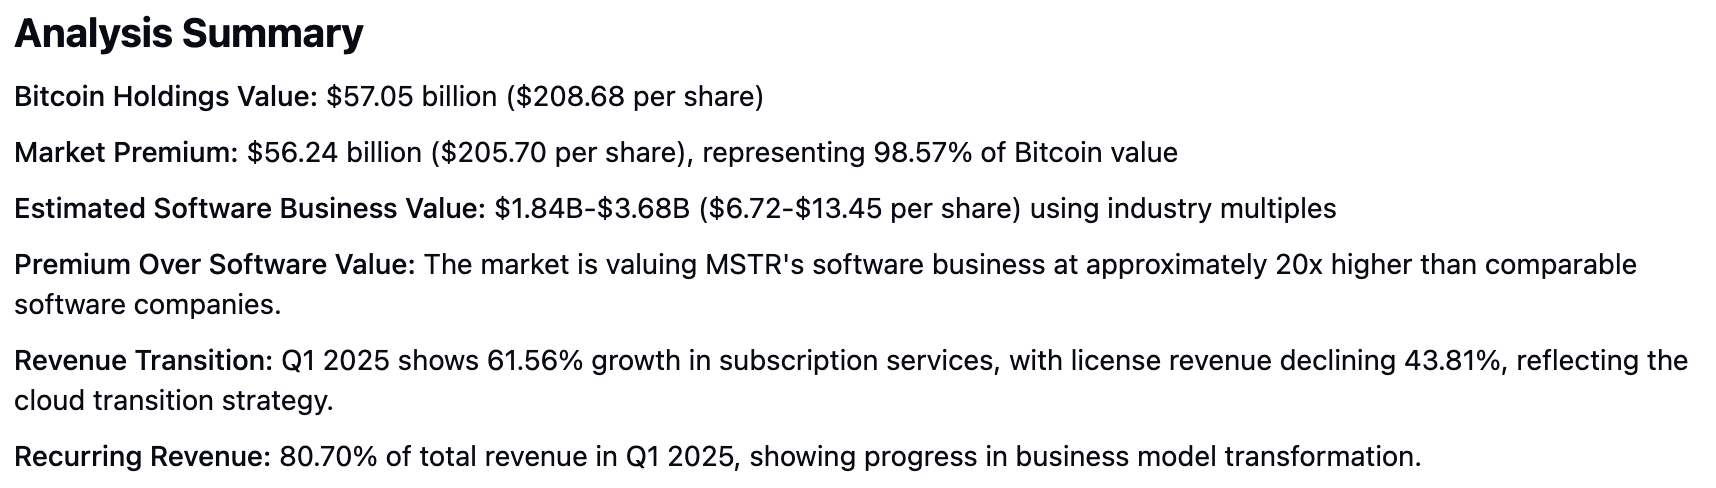 Analysis Summary
Bitcoin Holdings Value: $57.05 billion ($208.68 per share)
Market Premium: $56.24 billion ($205.70 per share), representing 98.57% of Bitcoin value
Estimated Software Business Value: $1.84B-$3.68B ($6.72-$13.45 per share) using industry multiples
Premium Over Software Value: The market is valuing MSTR's software business at approximately 20x higher than comparable
software companies.
Revenue Transition: Q1 2025 shows 61.56% growth in subscription services, with license revenue declining 43.81%, reflecting the
cloud transition strategy.
Recurring Revenue: 80.70% of total revenue in Q1 2025, showing progress in business model transformation.